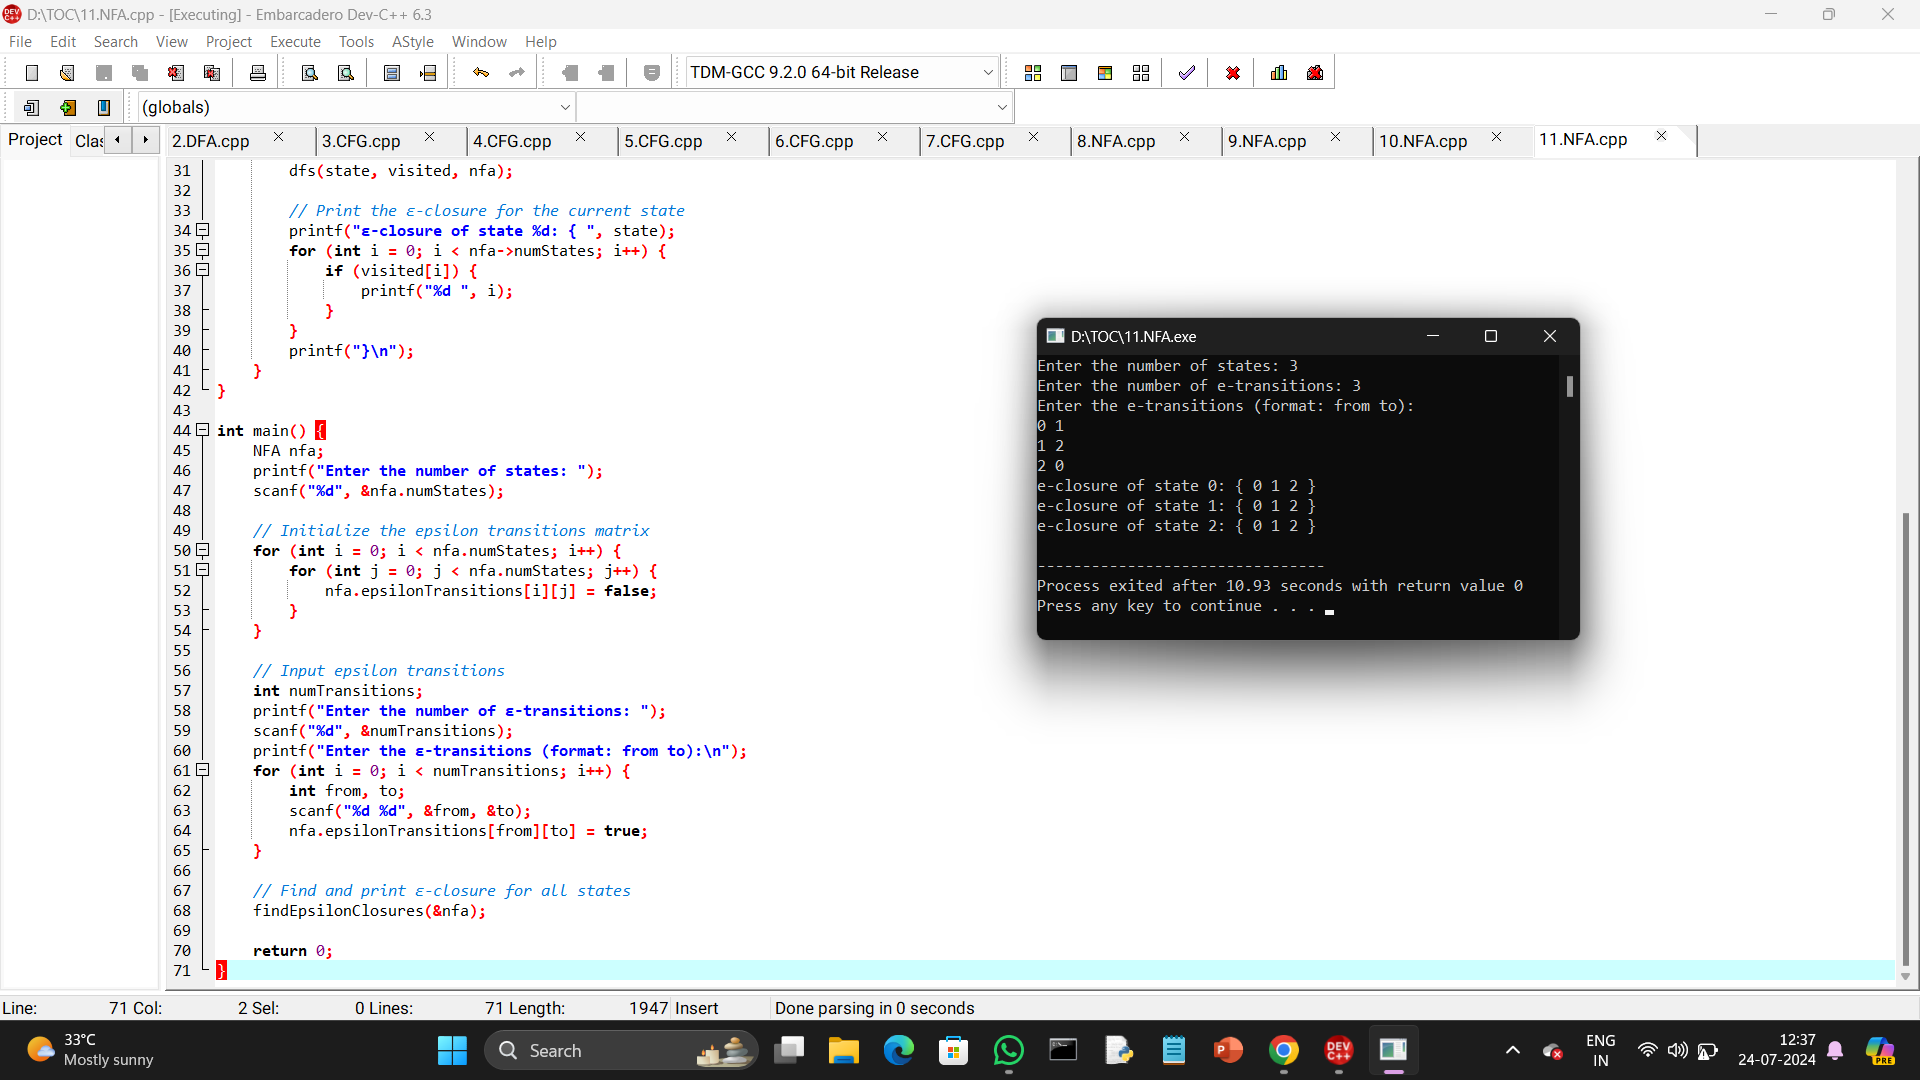 D:\TOC\11.NFA.cpp - [Executing] - Embarcadero Dev-C++ 6.3
File Edit Search View Project Execute Tools AStyle Window Help
TDM-GCC 9.2.0 64-bit Release
(globals)
Project Clas 2.DFA.cpp 3.CFG.cpp 4.CFG.cpp 5.CFG.cpp 6.CFG.cpp 7.CFG.cpp 8.NFA.cpp 9.NFA.cpp 10.NFA.cpp 11.NFA.cpp
31 dfs(state, visited, nfa);
32
33 // Print the ε-closure for the current state
34 printf("ε-closure of state %d: { ", state);
35 for (int i = 0; i < nfa->numStates; i++) {
36 if (visited[i]) {
37 printf("%d ", i);
38 }
39 }
40 printf("}\n");
41 }
42 }
43
44 int main() {
45 NFA nfa;
46 printf("Enter the number of states: ");
47 scanf("%d", &nfa.numStates);
48
49 // Initialize the epsilon transitions matrix
50 for (int i = 0; i < nfa.numStates; i++) {
51 for (int j = 0; j < nfa.numStates; j++) {
52 nfa.epsilonTransitions[i][j] = false;
53 }
54 }
55
56 // Input epsilon transitions
57 int numTransitions;
58 printf("Enter the number of ε-transitions: ");
59 scanf("%d", &numTransitions);
60 printf("Enter the ε-transitions (format: from to):\n");
61 for (int i = 0; i < numTransitions; i++) {
62 int from, to;
63 scanf("%d %d", &from, &to);
64 nfa.epsilonTransitions[from][to] = true;
65 }
66
67 // Find and print ε-closure for all states
68 findEpsilonClosures(&nfa);
69
70 return 0;
71 }
D:\TOC\11.NFA.exe
Enter the number of states: 3
Enter the number of e-transitions: 3
Enter the e-transitions (format: from to):
0 1
1 2
2 0
e-closure of state 0: { 0 1 2 }
e-closure of state 1: { 0 1 2 }
e-closure of state 2: { 0 1 2 }
--------------------------------
Process exited after 10.93 seconds with return value 0
Press any key to continue . . .
Line: 71 Col: 2 Sel: 0 Lines: 71 Length: 1947 Insert Done parsing in 0 seconds
33°C
Mostly sunny
Search
DEV C++
ENG
IN
12:37
24-07-2024
PRE